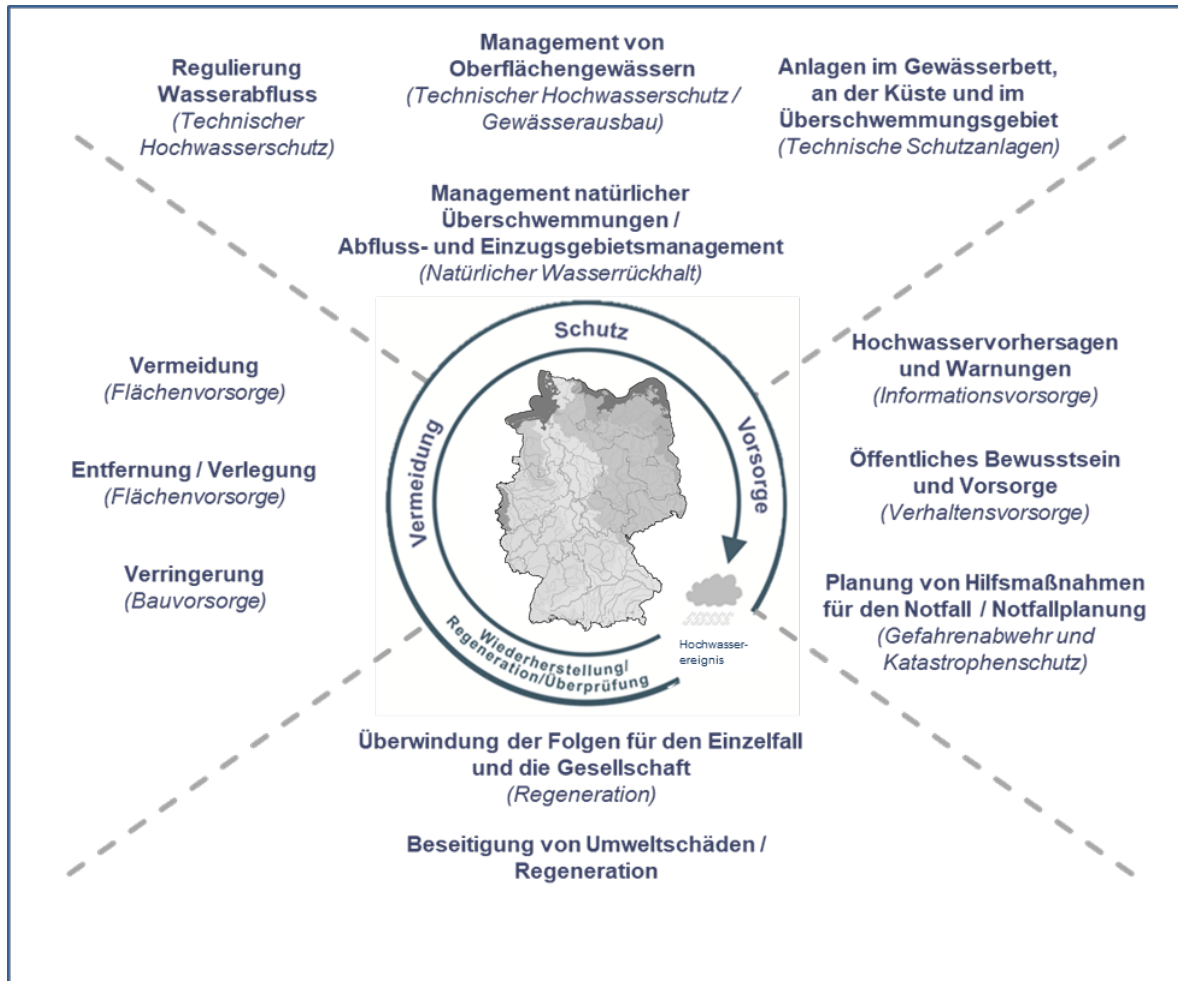 Regulierung
Wasserabfluss
(Technischer
Hochwasserschutz)
Management von
Oberflächengewässern
(Technischer Hochwasserschutz /
Gewässerausbau)
Anlagen im Gewässerbett,
an der Küste und im
Überschwemmungsgebiet
(Technische Schutzanlagen)
Management natürlicher
Überschwemmungen /
Abfluss- und Einzugsgebietsmanagement
(Natürlicher Wasserrückhalt)
Vermeidung
(Flächenvorsorge)
Entfernung / Verlegung
(Flächenvorsorge)
Verringerung
(Bauvorsorge)
Schutz
Vermeidung
Vorsorge
Wiederherstellung/
Regeneration/Überprüfung
Hochwasser-
ereignis
Hochwasservorhersagen
und Warnungen
(Informationsvorsorge)
Öffentliches Bewusstsein
und Vorsorge
(Verhaltensvorsorge)
Planung von Hilfsmaßnahmen
für den Notfall / Notfallplanung
(Gefahrenabwehr und
Katastrophenschutz)
Überwindung der Folgen für den Einzelfall
und die Gesellschaft
(Regeneration)
Beseitigung von Umweltschäden /
Regeneration